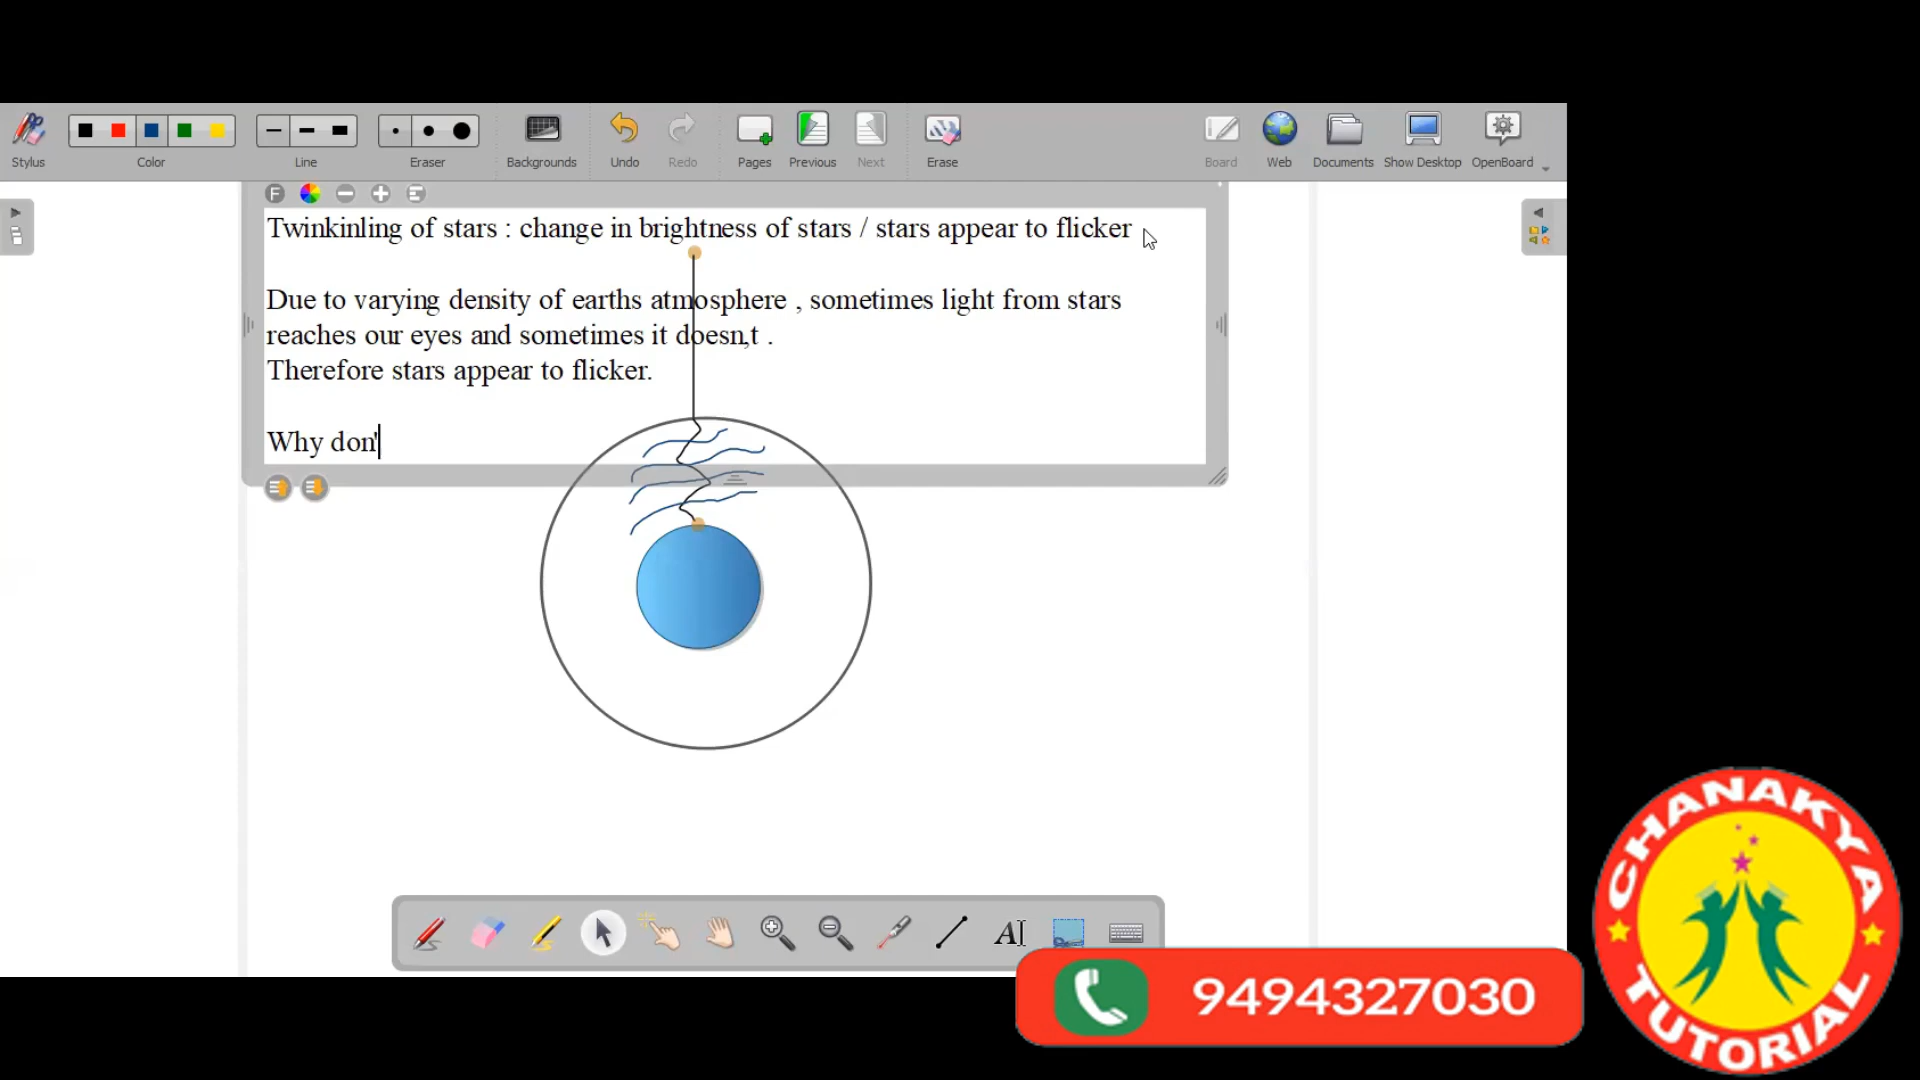 Stylus
Color
Line
Eraser
Backgrounds
Undo
Redo
Pages
Previous
Next
Erase
Board
Web
Documents
Show Desktop
OpenBoard
F
Twinkinling of stars : change in brightness of stars / stars appear to flicker
Due to varying density of earths atmosphere , sometimes light from stars
reaches our eyes and sometimes it doesn,t .
Therefore stars appear to flicker.
Why don'
AI
9494327030
CHANAKYA
TUTORIAL